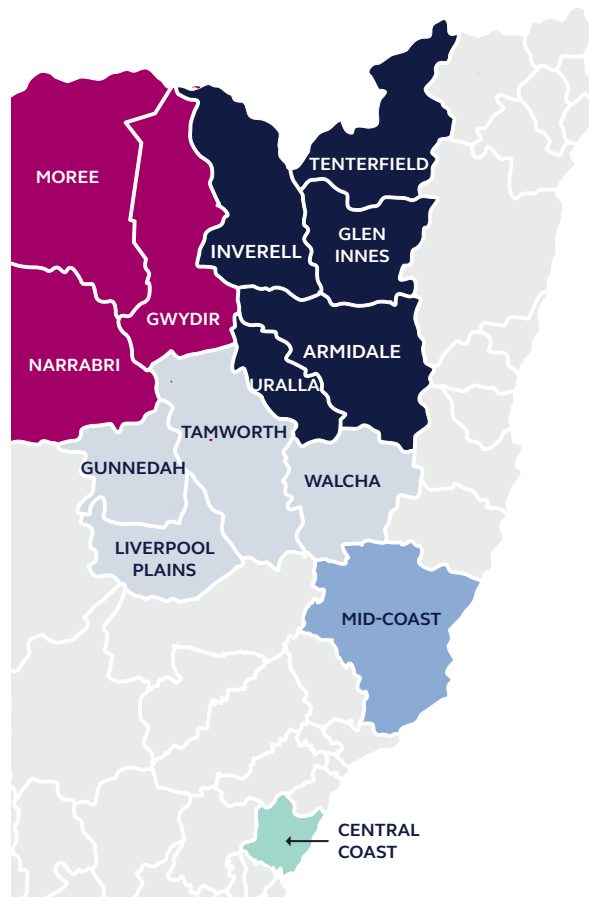 TENTERFIELD
MOREE
GLEN
INNES
INVERELL
GWYDIR
ARMIDALE
NARRABRI
URALLA
TAMWORTH
GUNNEDAH
WALCHA
LIVERPOOL
PLAINS
MID-COAST
CENTRAL
COAST